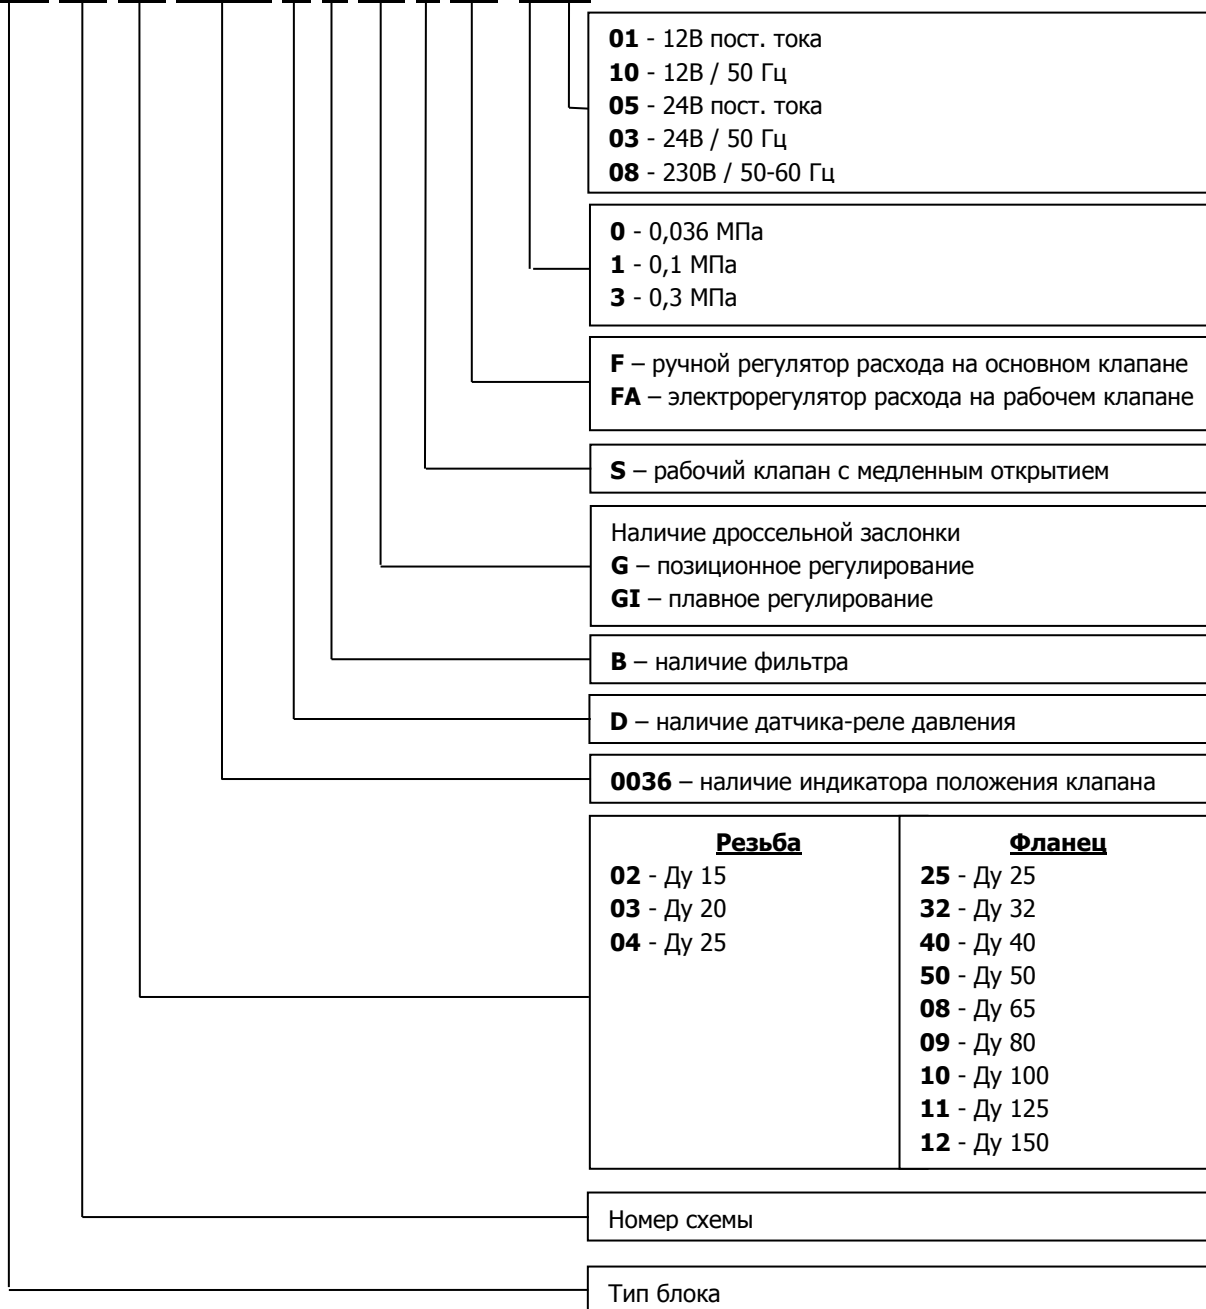 01 - 12В пост. тока
10 - 12В / 50 Гц
05 - 24В пост. тока
03 - 24В / 50 Гц
08 - 230В / 50-60 Гц
0 - 0,036 МПа
1 - 0,1 МПа
3 - 0,3 МПа
F – ручной регулятор расхода на основном клапане
FA – электрорегулятор расхода на рабочем клапане
S – рабочий клапан с медленным открытием
Наличие дроссельной заслонки
G – позиционное регулирование
GI – плавное регулирование
B – наличие фильтра
D – наличие датчика-реле давления
0036 – наличие индикатора положения клапана
Резьба
02 - Ду 15
03 - Ду 20
04 - Ду 25
Фланец
25 - Ду 25
32 - Ду 32
40 - Ду 40
50 - Ду 50
08 - Ду 65
09 - Ду 80
10 - Ду 100
11 - Ду 125
12 - Ду 150
Номер схемы
Тип блока